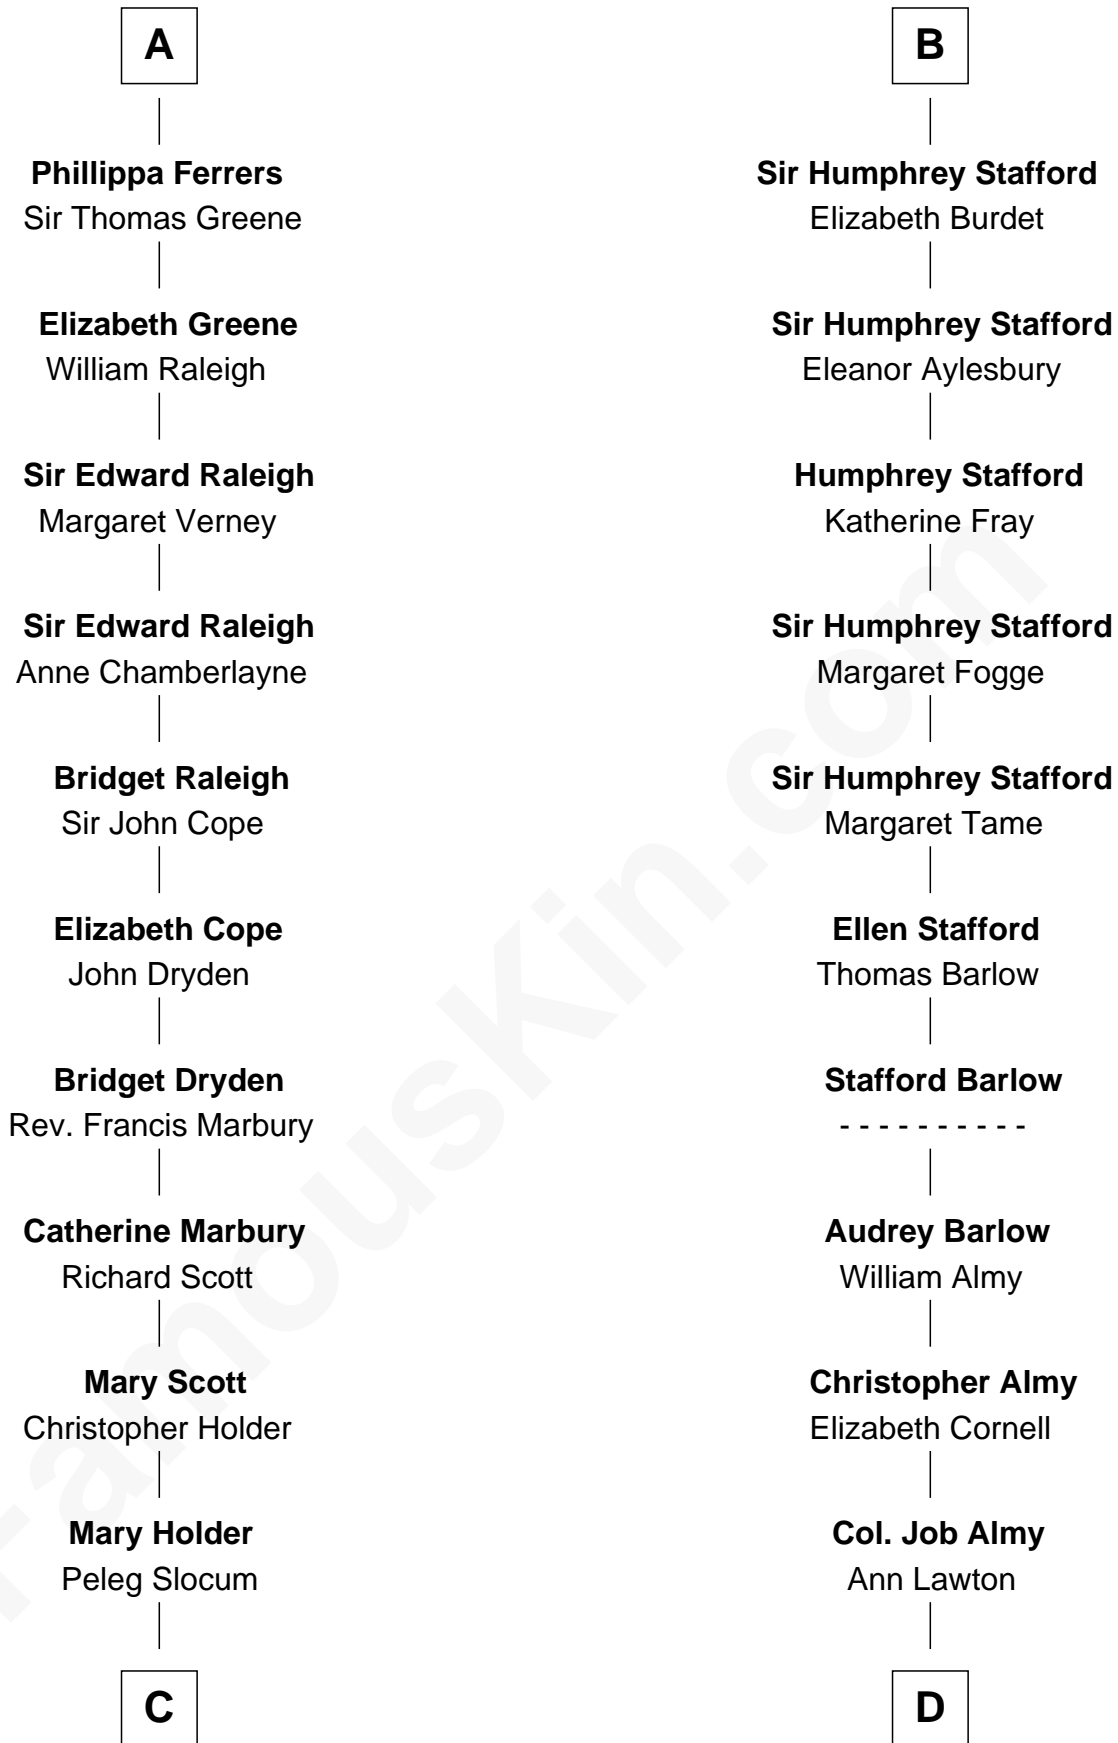 A
Phillippa Ferrers
Sir Thomas Greene
Elizabeth Greene
William Raleigh
Sir Edward Raleigh
Margaret Verney
Sir Edward Raleigh
Anne Chamberlayne
Bridget Raleigh
Sir John Cope
Elizabeth Cope
John Dryden
Bridget Dryden
Rev. Francis Marbury
Catherine Marbury
Richard Scott
Mary Scott
Christopher Holder
Mary Holder
Peleg Slocum
C
B
Sir Humphrey Stafford
Elizabeth Burdet
Sir Humphrey Stafford
Eleanor Aylesbury
Humphrey Stafford
Katherine Fray
Sir Humphrey Stafford
Margaret Fogge
Sir Humphrey Stafford
Margaret Tame
Ellen Stafford
Thomas Barlow
Stafford Barlow
- - - - - - - - - -
Audrey Barlow
William Almy
Christopher Almy
Elizabeth Cornell
Col. Job Almy
Ann Lawton
D
FamousKin.com